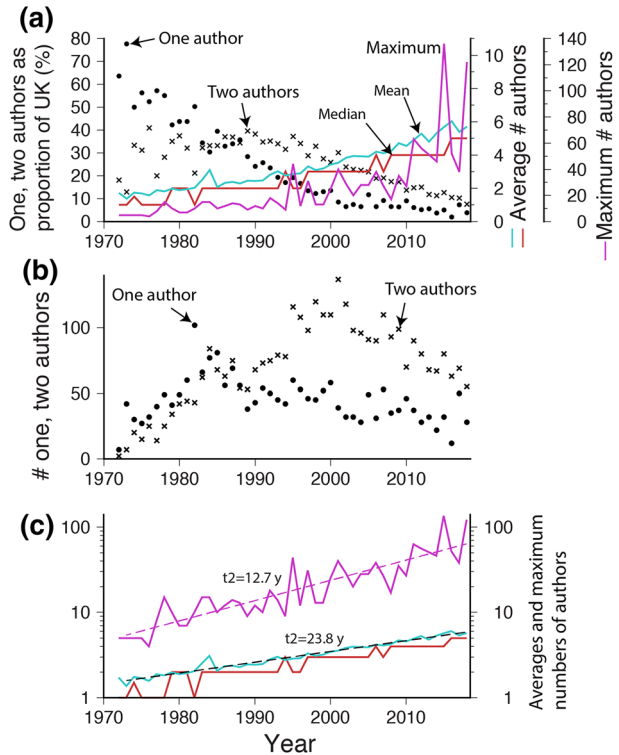 (a)
One author
Two authors
Maximum
Mean
Median
One, two authors as
proportion of UK (%)
80
70
60
50
40
30
20
10
0
1970
1980
1990
2000
2010
10
8
6
4
2
0
Average # authors
140
120
100
80
60
40
20
0
Maximum # authors
(b)
One author
Two authors
# one, two authors
100
50
0
1970
1980
1990
2000
2010
(c)
t2=12.7 y
t2=23.8 y
100
10
1
100
10
1
Averages and maximum
numbers of authors
1970
1980
1990
2000
2010
Year